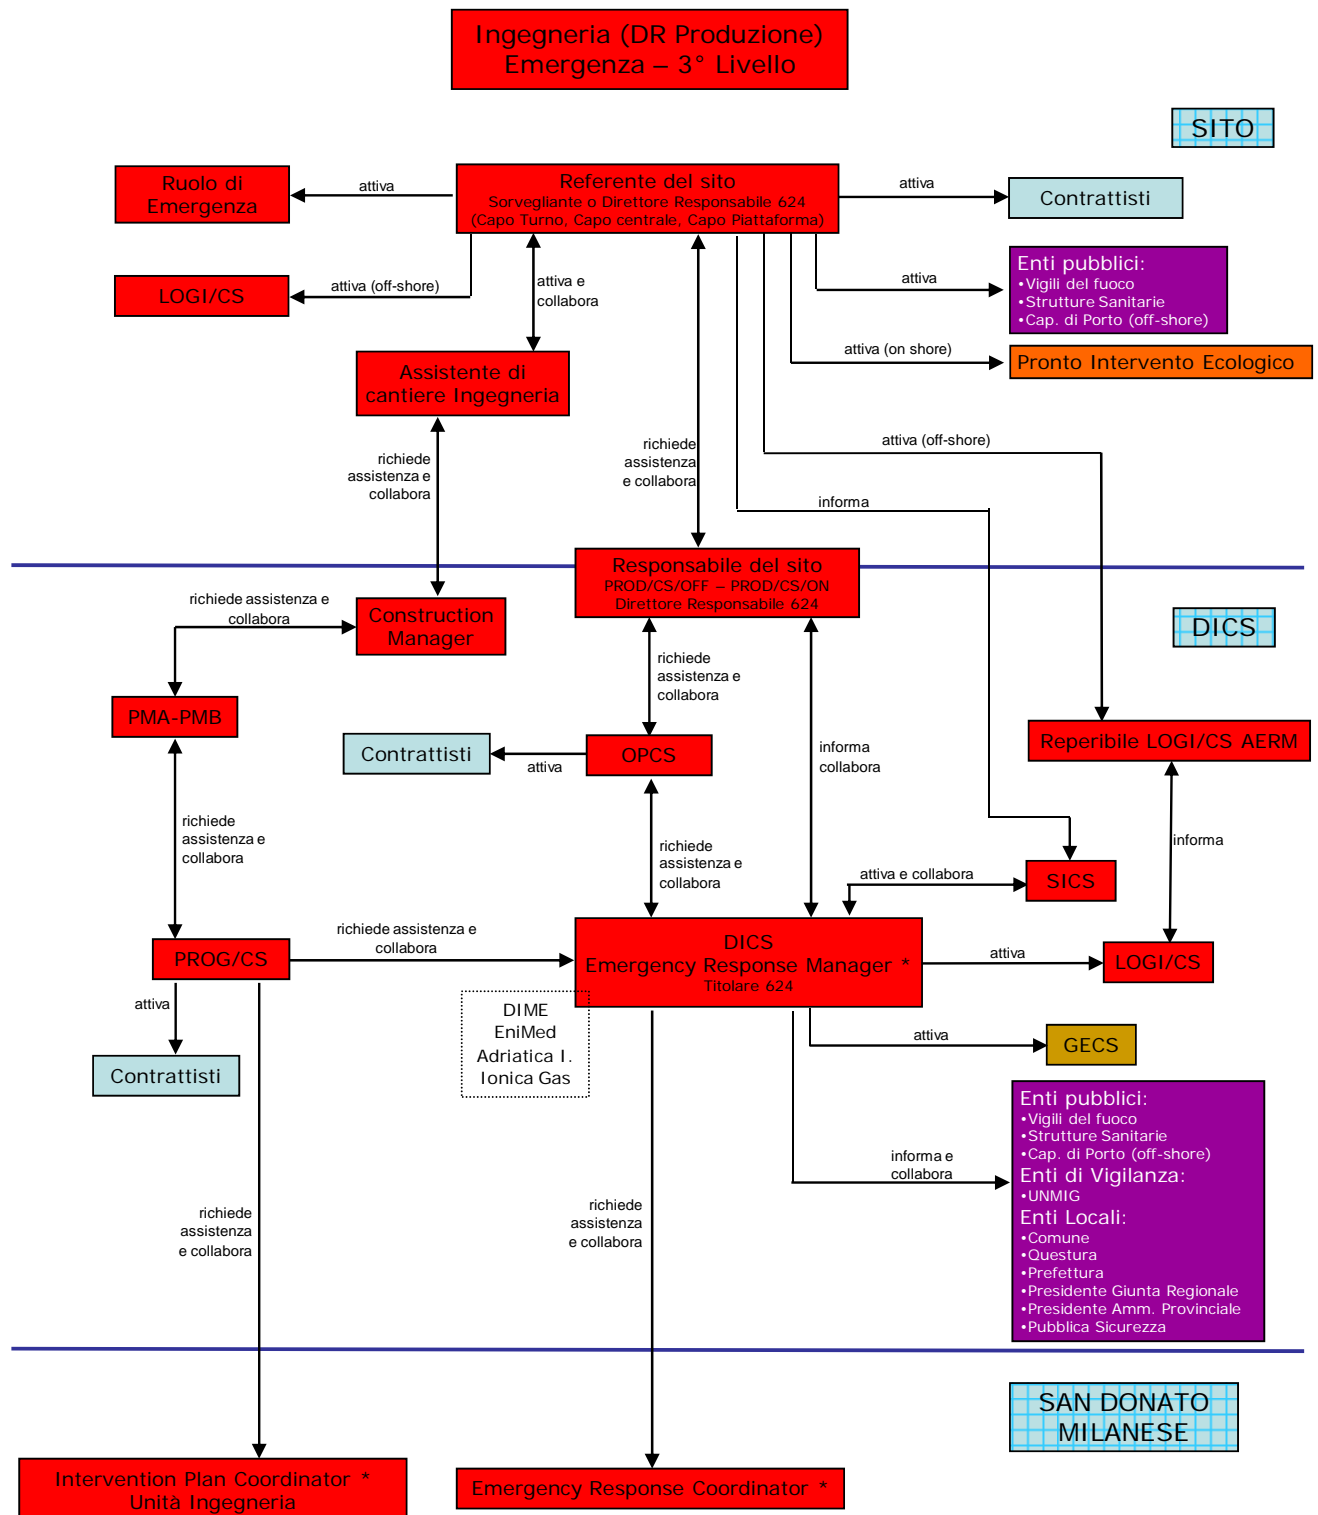 Ingegneria (DR Produzione)
Emergenza – 3° Livello
SITO
Ruolo di
Emergenza
attiva
Referente del sito
Sorvegliante o Direttore Responsabile 624
(Capo Turno, Capo centrale, Capo Piattaforma)
attiva
Contrattisti
LOGI/CS
attiva (off-shore)
attiva e
collabora
attiva
Enti pubblici:
•Vigili del fuoco
•Strutture Sanitarie
•Cap. di Porto (off-shore)
attiva (on shore)
Pronto Intervento Ecologico
Assistente di
cantiere Ingegneria
richiede
assistenza e
collabora
richiede
assistenza
e collabora
attiva (off-shore)
informa
Responsabile del sito
PROD/CS/OFF – PROD/CS/ON
Direttore Responsabile 624
richiede assistenza e
collabora
Construction
Manager
DICS
richiede
assistenza e
collabora
PMA-PMB
Contrattisti
attiva
OPCS
informa
collabora
Reperibile LOGI/CS AERM
richiede
assistenza e
collabora
richiede
assistenza e
collabora
informa
attiva e collabora
SICS
PROG/CS
richiede assistenza e
collabora
DICS
Emergency Response Manager *
Titolare 624
attiva
LOGI/CS
attiva
Contrattisti
DIME
EniMed
Adriatica I.
Ionica Gas
attiva
GECS
informa e
collabora
Enti pubblici:
•Vigili del fuoco
•Strutture Sanitarie
•Cap. di Porto (off-shore)
Enti di Vigilanza:
•UNMIG
Enti Locali:
•Comune
•Questura
•Prefettura
•Presidente Giunta Regionale
•Presidente Amm. Provinciale
•Pubblica Sicurezza
richiede
assistenza
e collabora
richiede
assistenza
e collabora
SAN DONATO
MILANESE
Intervention Plan Coordinator *
Unità Ingegneria
Emergency Response Coordinator *